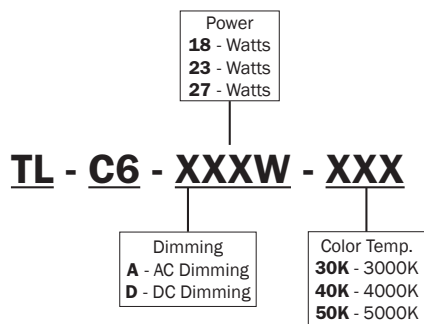 Power
18 - Watts
23 - Watts
27 - Watts
TL - C6 - XXXW - XXX
Dimming
A - AC Dimming
D - DC Dimming
Color Temp.
30K - 3000K
40K - 4000K
50K - 5000K